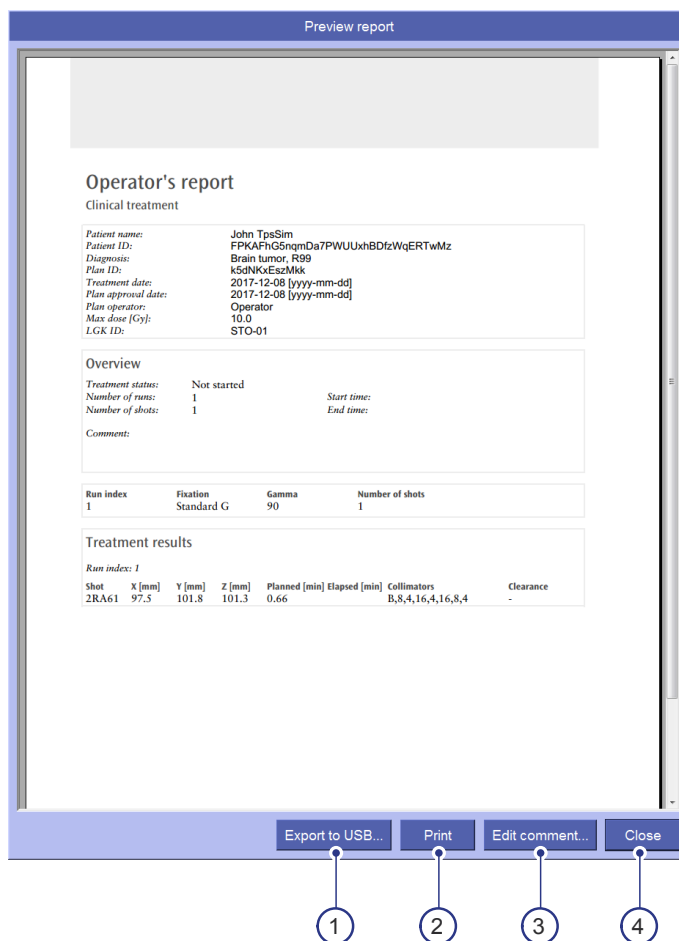 Preview report
Operator's report
Clinical treatment
Patient name: John TpsSim
Patient ID: FPKAFhG5nqmDa7PWUUxhBDfzWqERTwMz
Diagnosis: Brain tumor, R99
Plan ID: k5dNKxEszMkk
Treatment date: 2017-12-08 [yyyy-mm-dd]
Plan approval date: 2017-12-08 [yyyy-mm-dd]
Plan operator: Operator
Max dose [Gy]: 10.0
LGK ID: STO-01
Overview
Treatment status: Not started
Number of runs: 1 Start time:
Number of shots: 1 End time:
Comment:
Run index Fixation Gamma Number of shots
1 Standard G 90 1
Treatment results
Run index: 1
Shot X [mm] Y [mm] Z [mm] Planned [min] Elapsed [min] Collimators Clearance
2RA61 97.5 101.8 101.3 0.66 B,8,4,16,4,16,8,4 -
Export to USB... Print Edit comment... Close
1 2 3 4